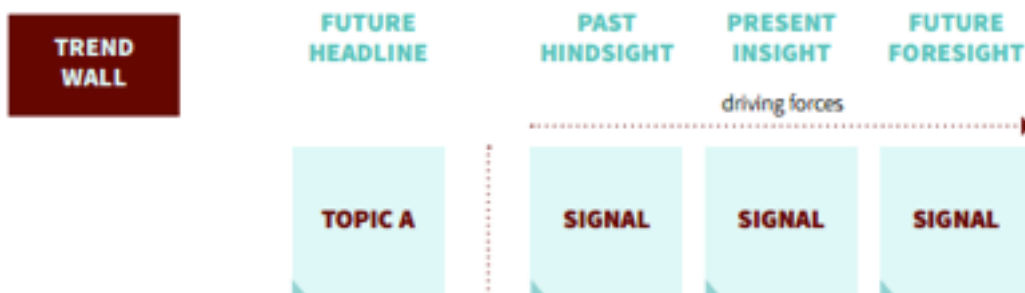 TREND
WALL
FUTURE
HEADLINE
PAST
HINDSIGHT
PRESENT
INSIGHT
FUTURE
FORESIGHT
driving forces
TOPIC A
SIGNAL
SIGNAL
SIGNAL